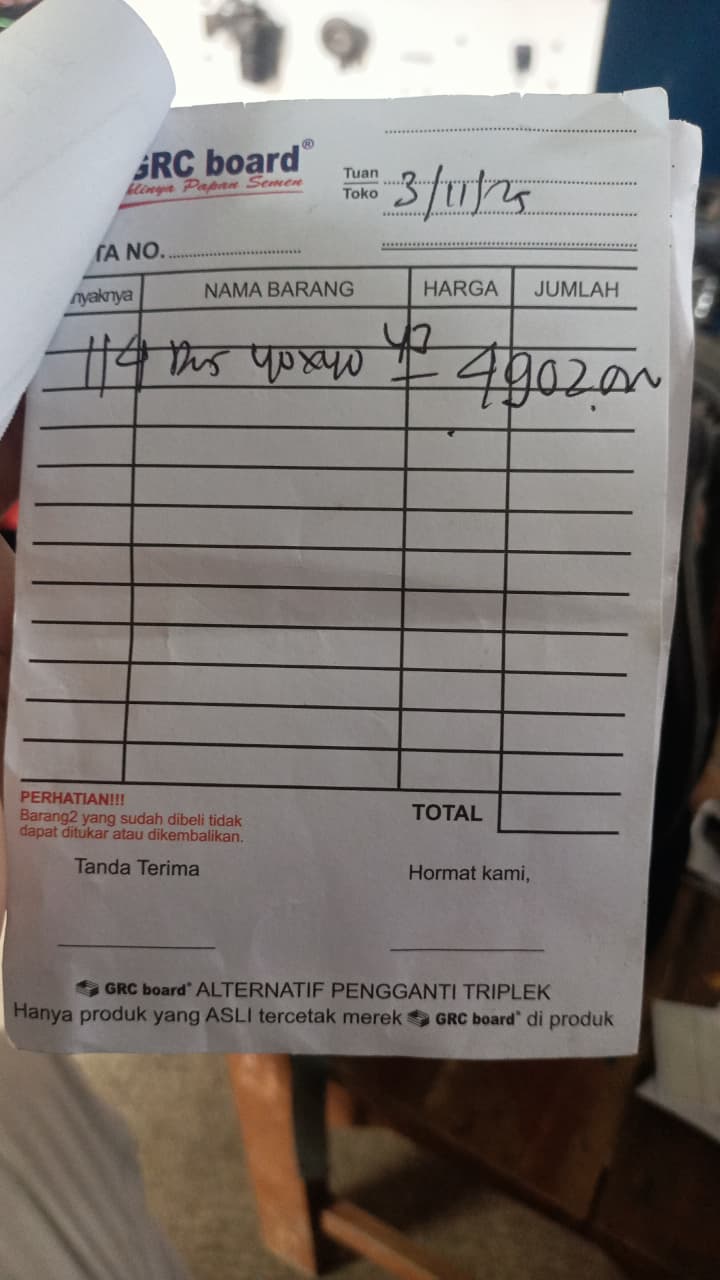 GRC board®
linya Papan Semen
Tuan
Toko
3/11/25
TA NO.
nyaknya NAMA BARANG HARGA JUMLAH
114 Dus 40x40 43 4902.000
PERHATIAN!!!
Barang2 yang sudah dibeli tidak
dapat ditukar atau dikembalikan.
TOTAL
Tanda Terima
Hormat kami,
GRC board® ALTERNATIF PENGGANTI TRIPLEK
Hanya produk yang ASLI tercetak merek GRC board® di produk